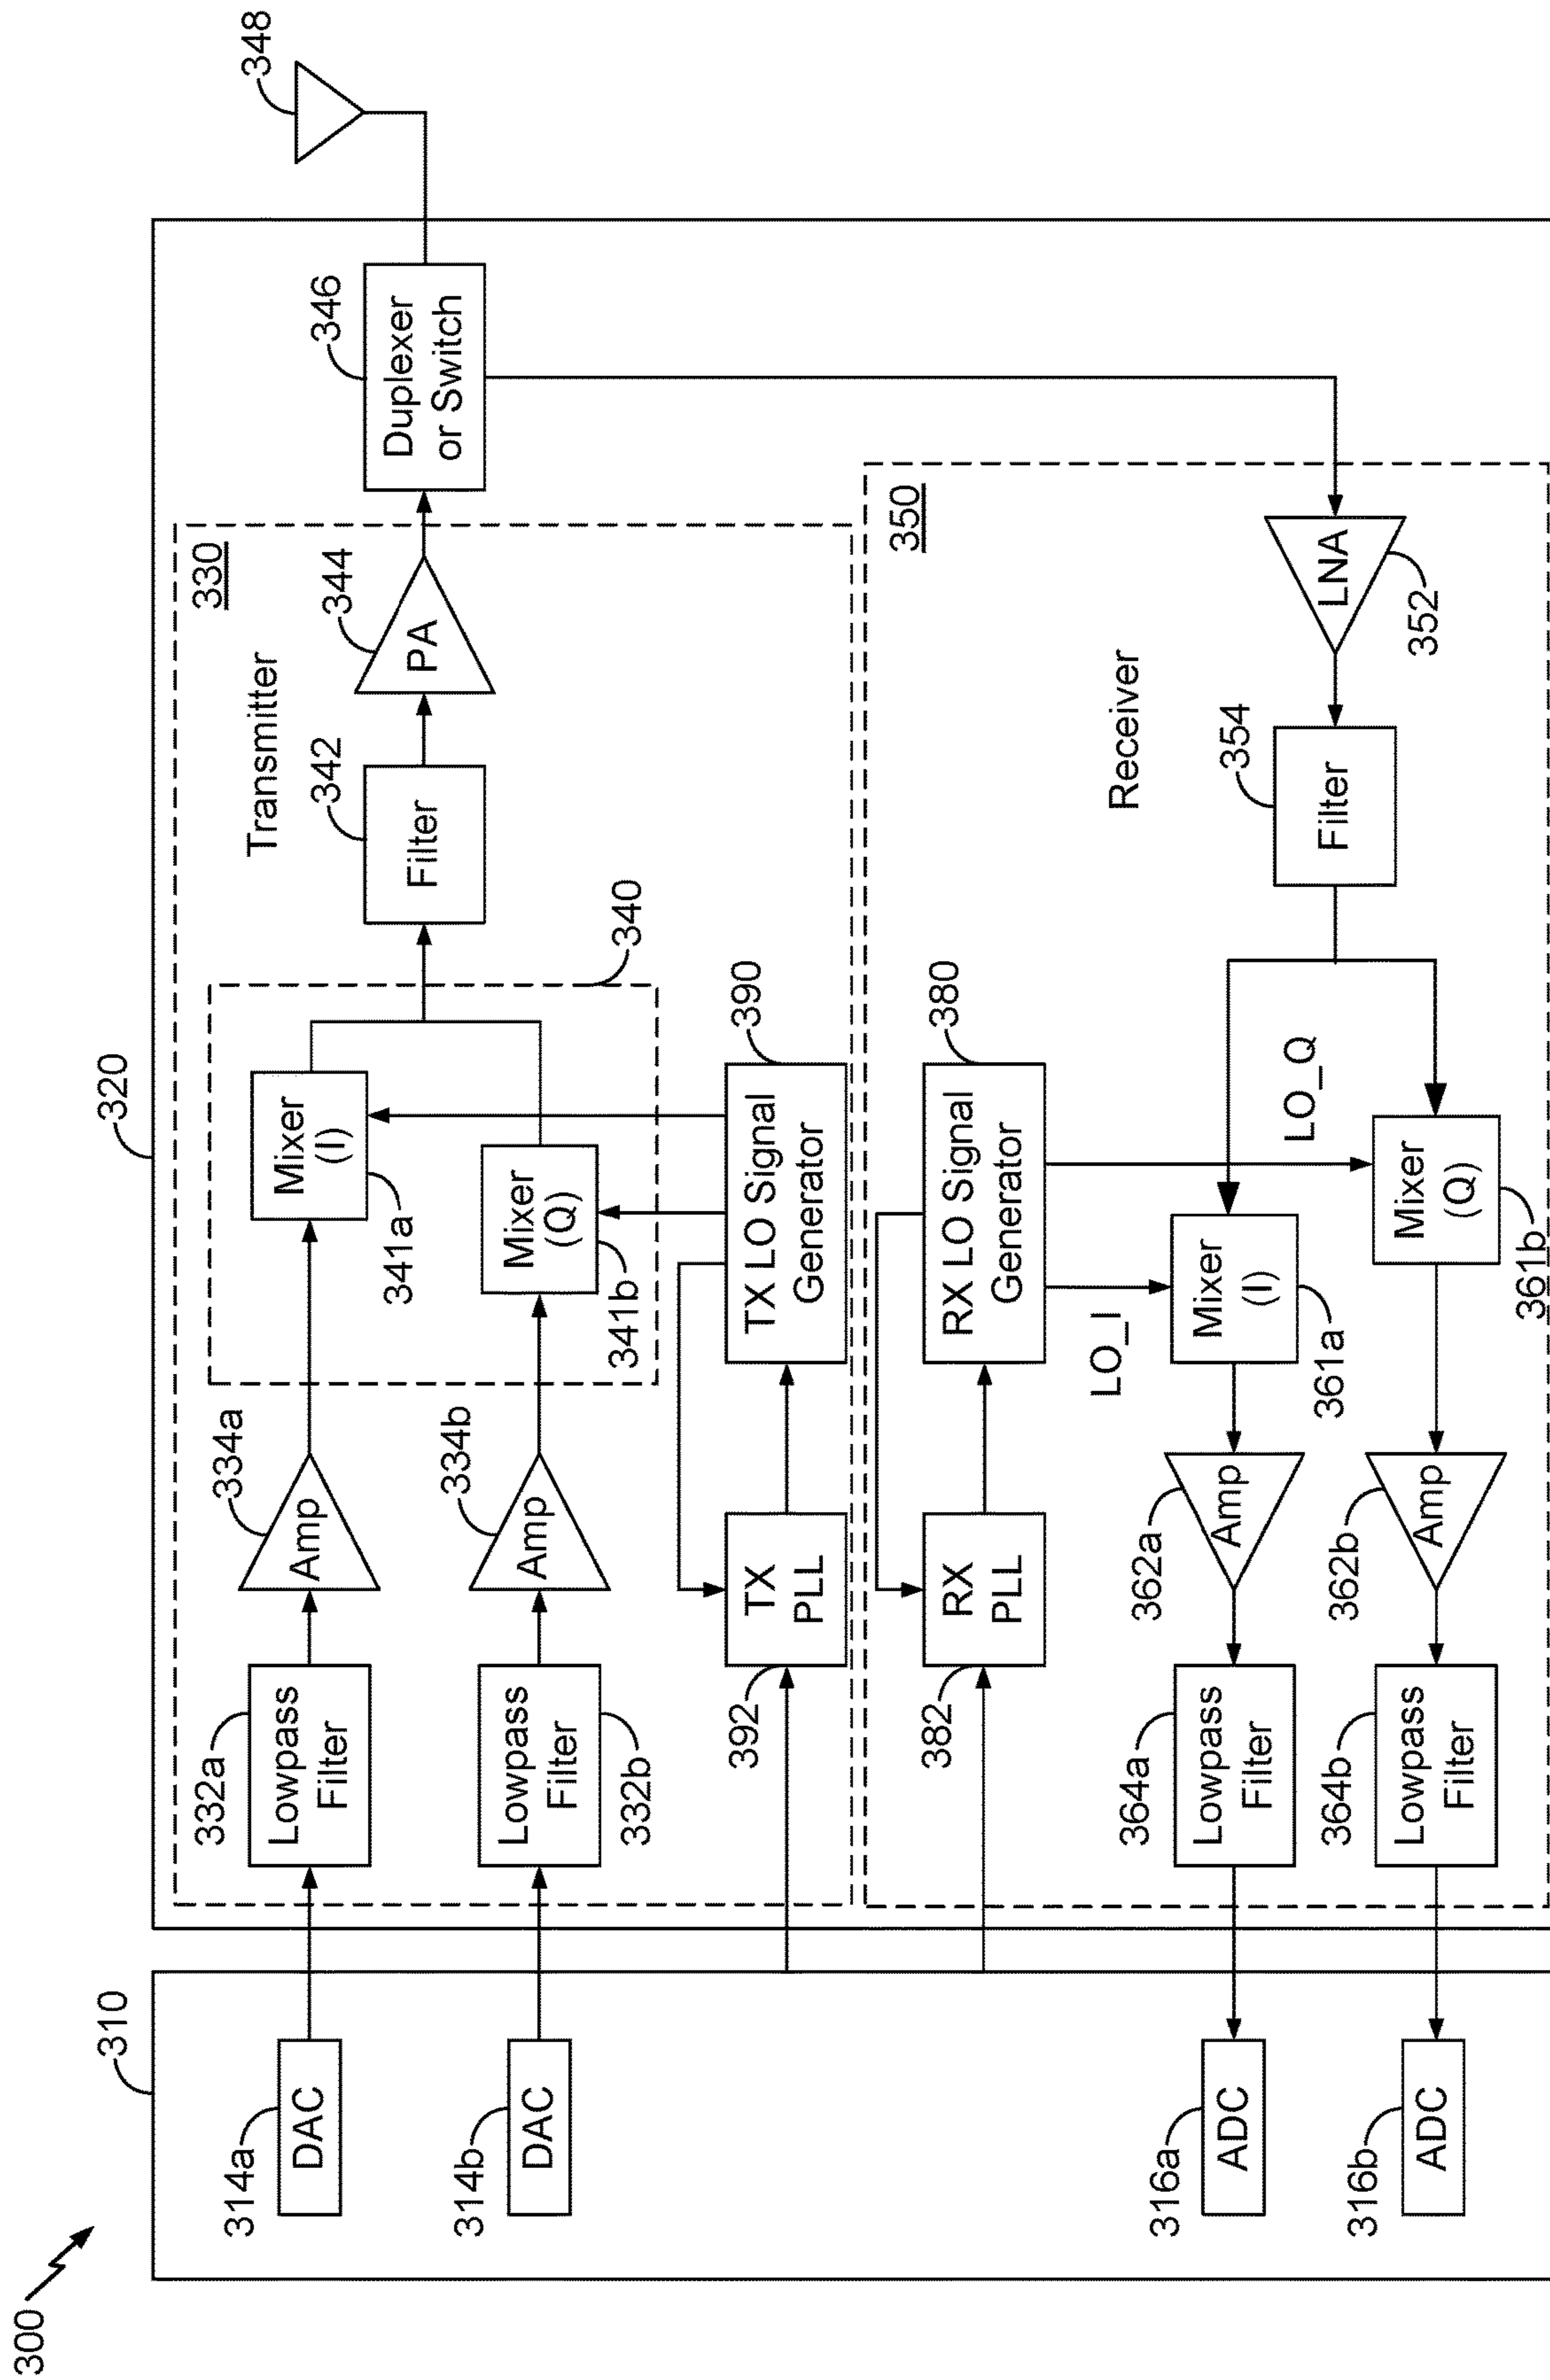 300
310
320
348
314a
DAC
314b
DAC
316a
ADC
316b
ADC
330
Transmitter
332a
Lowpass
Filter
334a
Amp
Mixer
(I)
341a
332b
Lowpass
Filter
334b
Amp
Mixer
(Q)
341b
340
342
Filter
344
PA
346
Duplexer
or Switch
392
TX
PLL
390
TX LO Signal
Generator
350
Receiver
382
RX
PLL
380
RX LO Signal
Generator
LO_I
LO_Q
364a
Lowpass
Filter
362a
Amp
Mixer
(I)
361a
354
Filter
LNA
352
364b
Lowpass
Filter
362b
Amp
Mixer
(Q)
361b